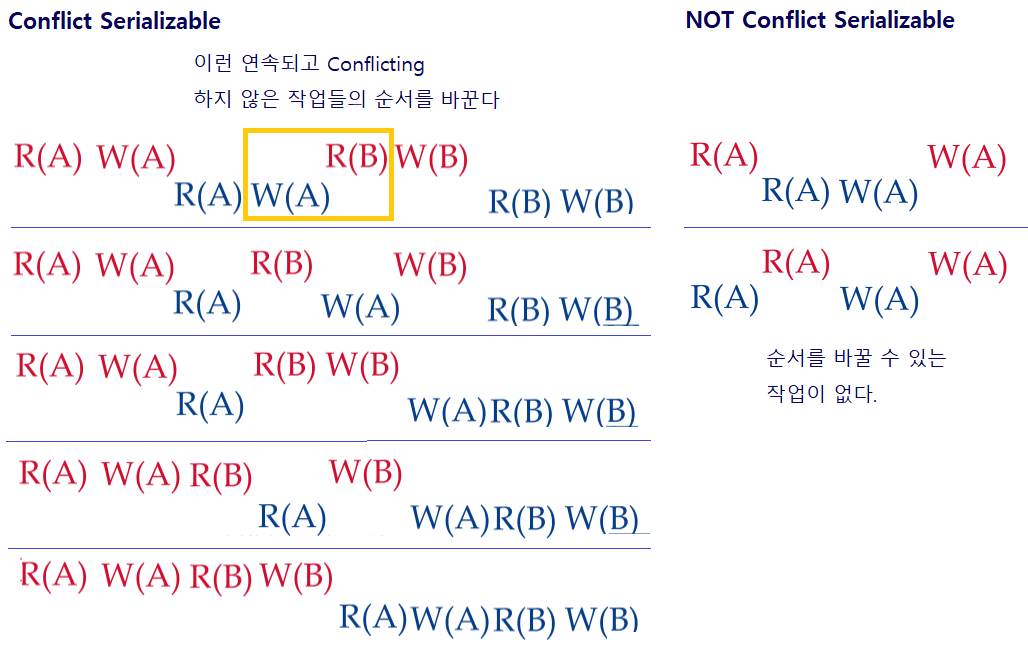 Conflict Serializable
이런 연속되고 Conflicting
하지 않은 작업들의 순서를 바꾼다
R(A) W(A) R(B) W(B)
R(A) W(A) R(B) W(B)
R(A) W(A) R(B) W(B)
R(A) W(A) R(B) W(B)
R(A) W(A) R(B) W(B)
R(A) W(A) R(B) W(B)
R(A) W(A) R(B) W(B)
R(A) W(A) R(B) W(B)
R(A) W(A) R(B) W(B)
R(A) W(A) R(B) W(B)
NOT Conflict Serializable
R(A) W(A)
R(A) W(A)
R(A) W(A)
R(A) W(A)
순서를 바꿀 수 있는
작업이 없다.